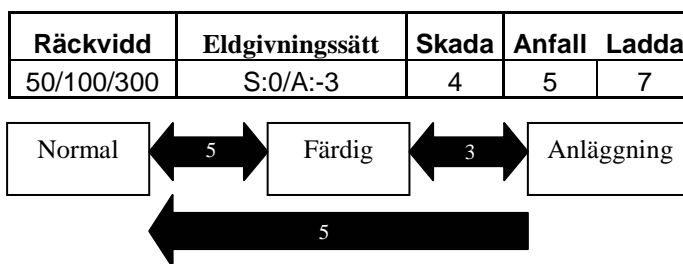 Räckvidd Eldgivningssätt Skada Anfall Ladda
50/100/300 S:0/A:-3 4 5 7
Normal 5 Färdig 3 Anläggning
5